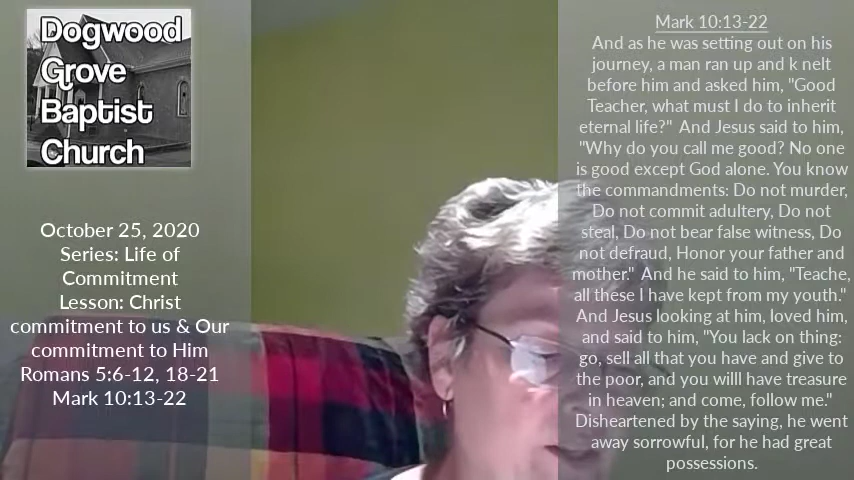 Dogwood
Grove
Baptist
Church
October 25, 2020
Series: Life of
Commitment
Lesson: Christ
commitment to us & Our
commitment to Him
Romans 5:6-12, 18-21
Mark 10:13-22
Mark 10:13-22
And as he was setting out on his
journey, a man ran up and k nelt
before him and asked him, "Good
Teacher, what must I do to inherit
eternal life?" And Jesus said to him,
"Why do you call me good? No one
is good except God alone. You know
the commandments: Do not murder,
Do not commit adultery, Do not
steal, Do not bear false witness, Do
not defraud, Honor your father and
mother." And he said to him, "Teache,
all these I have kept from my youth."
And Jesus looking at him, loved him,
and said to him, "You lack on thing:
go, sell all that you have and give to
the poor, and you willl have treasure
in heaven; and come, follow me."
Disheartened by the saying, he went
away sorrowful, for he had great
possessions.